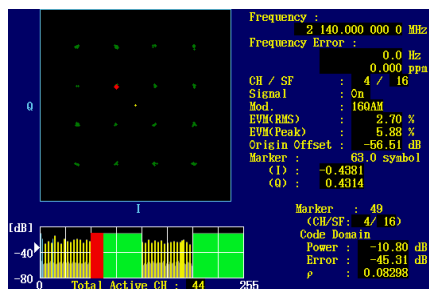 Frequency :
2 140.000 000 0 MHz
Frequency Error :
0.0 Hz
0.000 ppm
CH / SF : 4 / 16
Signal : On
Mod. : 16QAM
EVM(RMS) : 2.70 %
EVM(Peak) : 5.88 %
Origin Offset : -56.51 dB
Marker : 63.0 symbol
(I) : -0.4381
(Q) : 0.4314
Q
I
Marker : 49
(CH/SF: 4/ 16)
Code Domain
Power : -10.80 dB
Error : -45.31 dB
ρ : 0.08298
[dB]
-40
-80
0 Total Active CH : 44 255